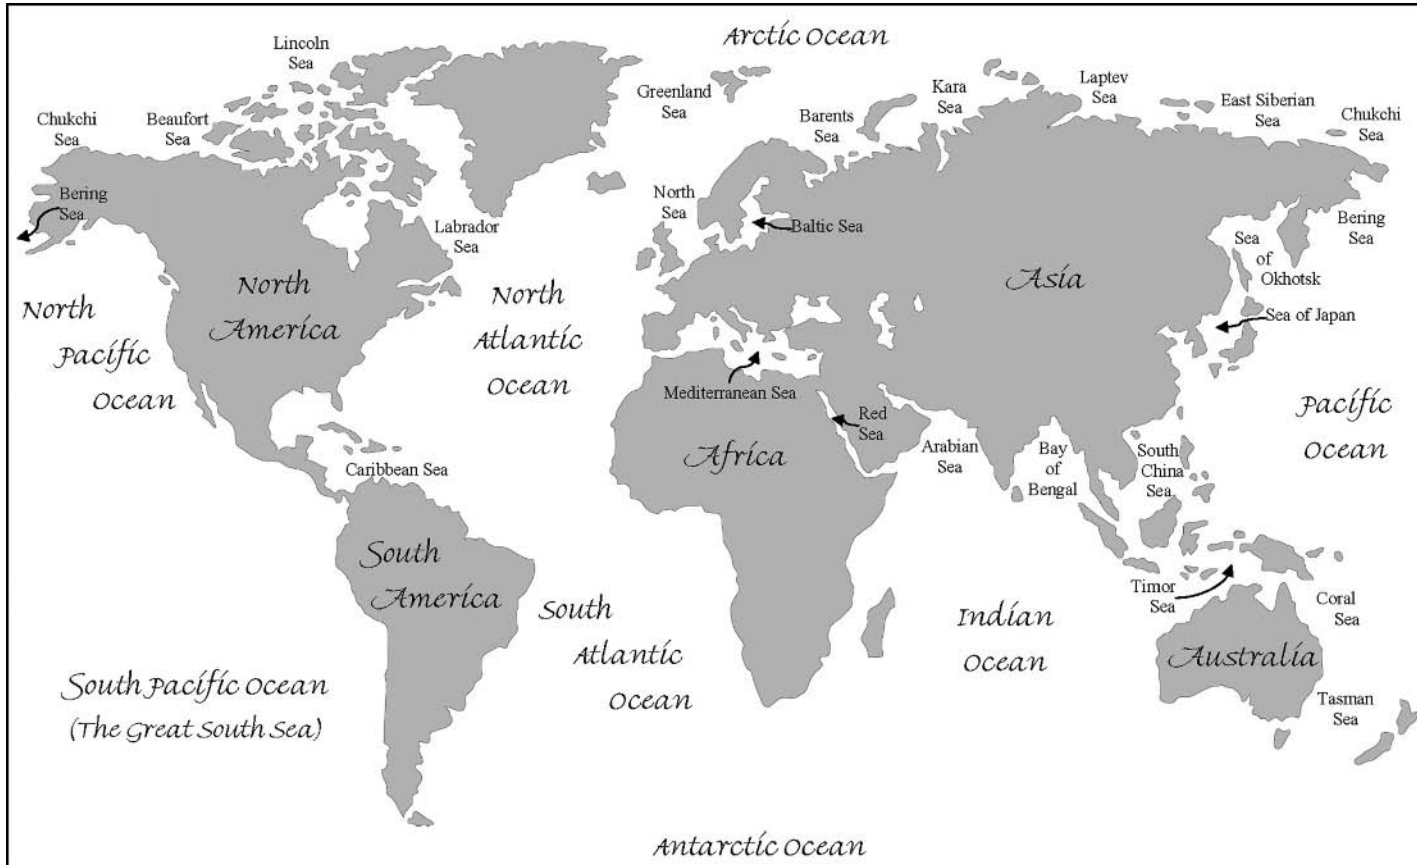 Arctic Ocean
Lincoln
Sea
Greenland
Sea
Kara
Sea
Laptev
Sea
East Siberian
Sea
Chukchi
Sea
Beaufort
Sea
Barents
Sea
Chukchi
Sea
Bering
Sea
Labrador
Sea
North
Sea
Baltic Sea
Bering
Sea
Sea
of
Okhotsk
Sea of Japan
North
America
North
Pacific
Ocean
North
Atlantic
Ocean
Asia
Mediterranean Sea
Red
Sea
Africa
Arabian
Sea
Bay
of
Bengal
South
China
Sea
Pacific
Ocean
Caribbean Sea
South
America
South
Atlantic
Ocean
Indian
Ocean
Timor
Sea
Coral
Sea
Australia
Tasman
Sea
South Pacific Ocean
(The Great South Sea)
Antarctic Ocean